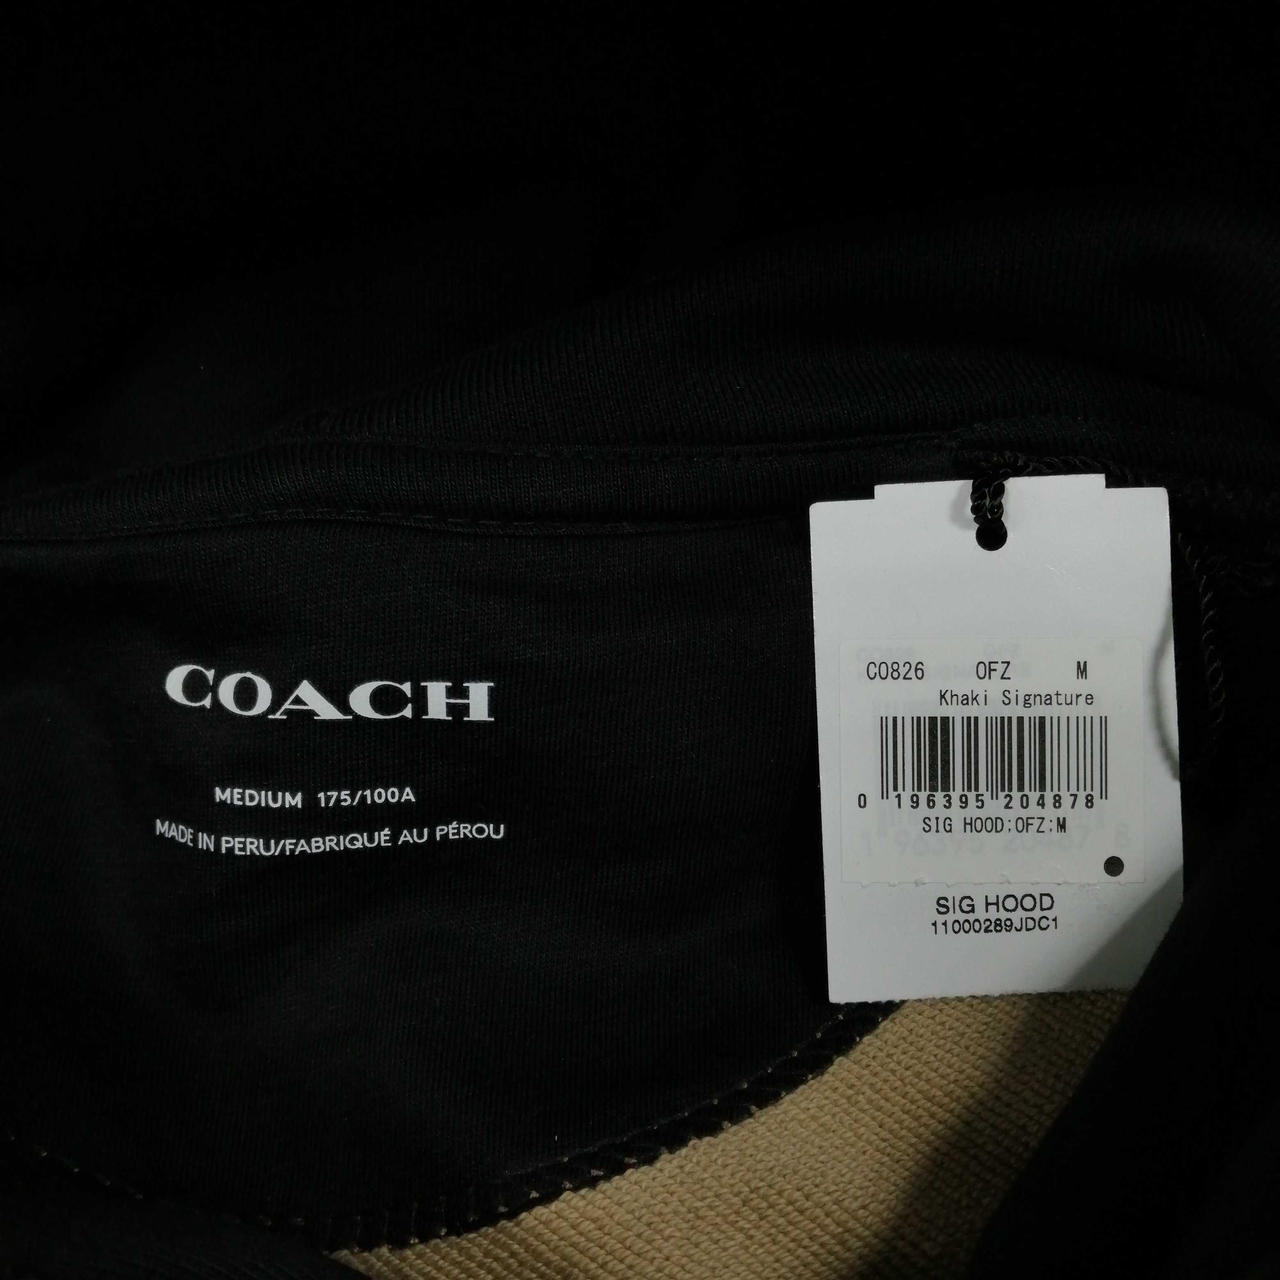 COACH
MEDIUM 175/100A
MADE IN PERU/FABRIQUÉ AU PÉROU
CO826 OFZ M
Khaki Signature
0 196395 204878
SIG HOOD;OFZ;M
SIG HOOD
11000289JDC1